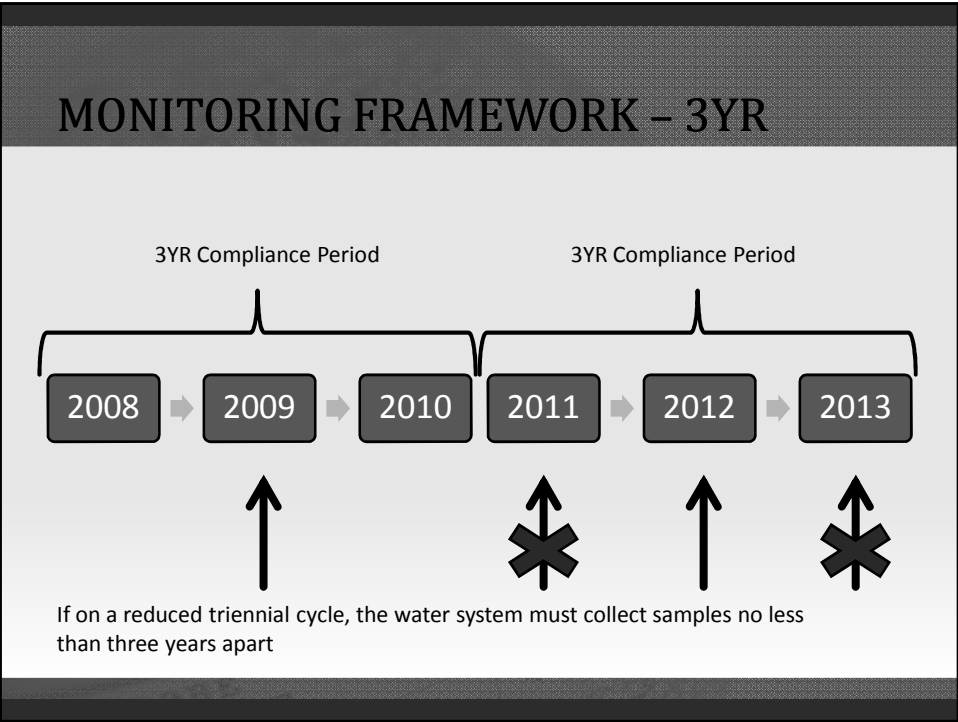 MONITORING FRAMEWORK – 3YR
3YR Compliance Period
3YR Compliance Period
2008
2009
2010
2011
2012
2013
If on a reduced triennial cycle, the water system must collect samples no less
than three years apart